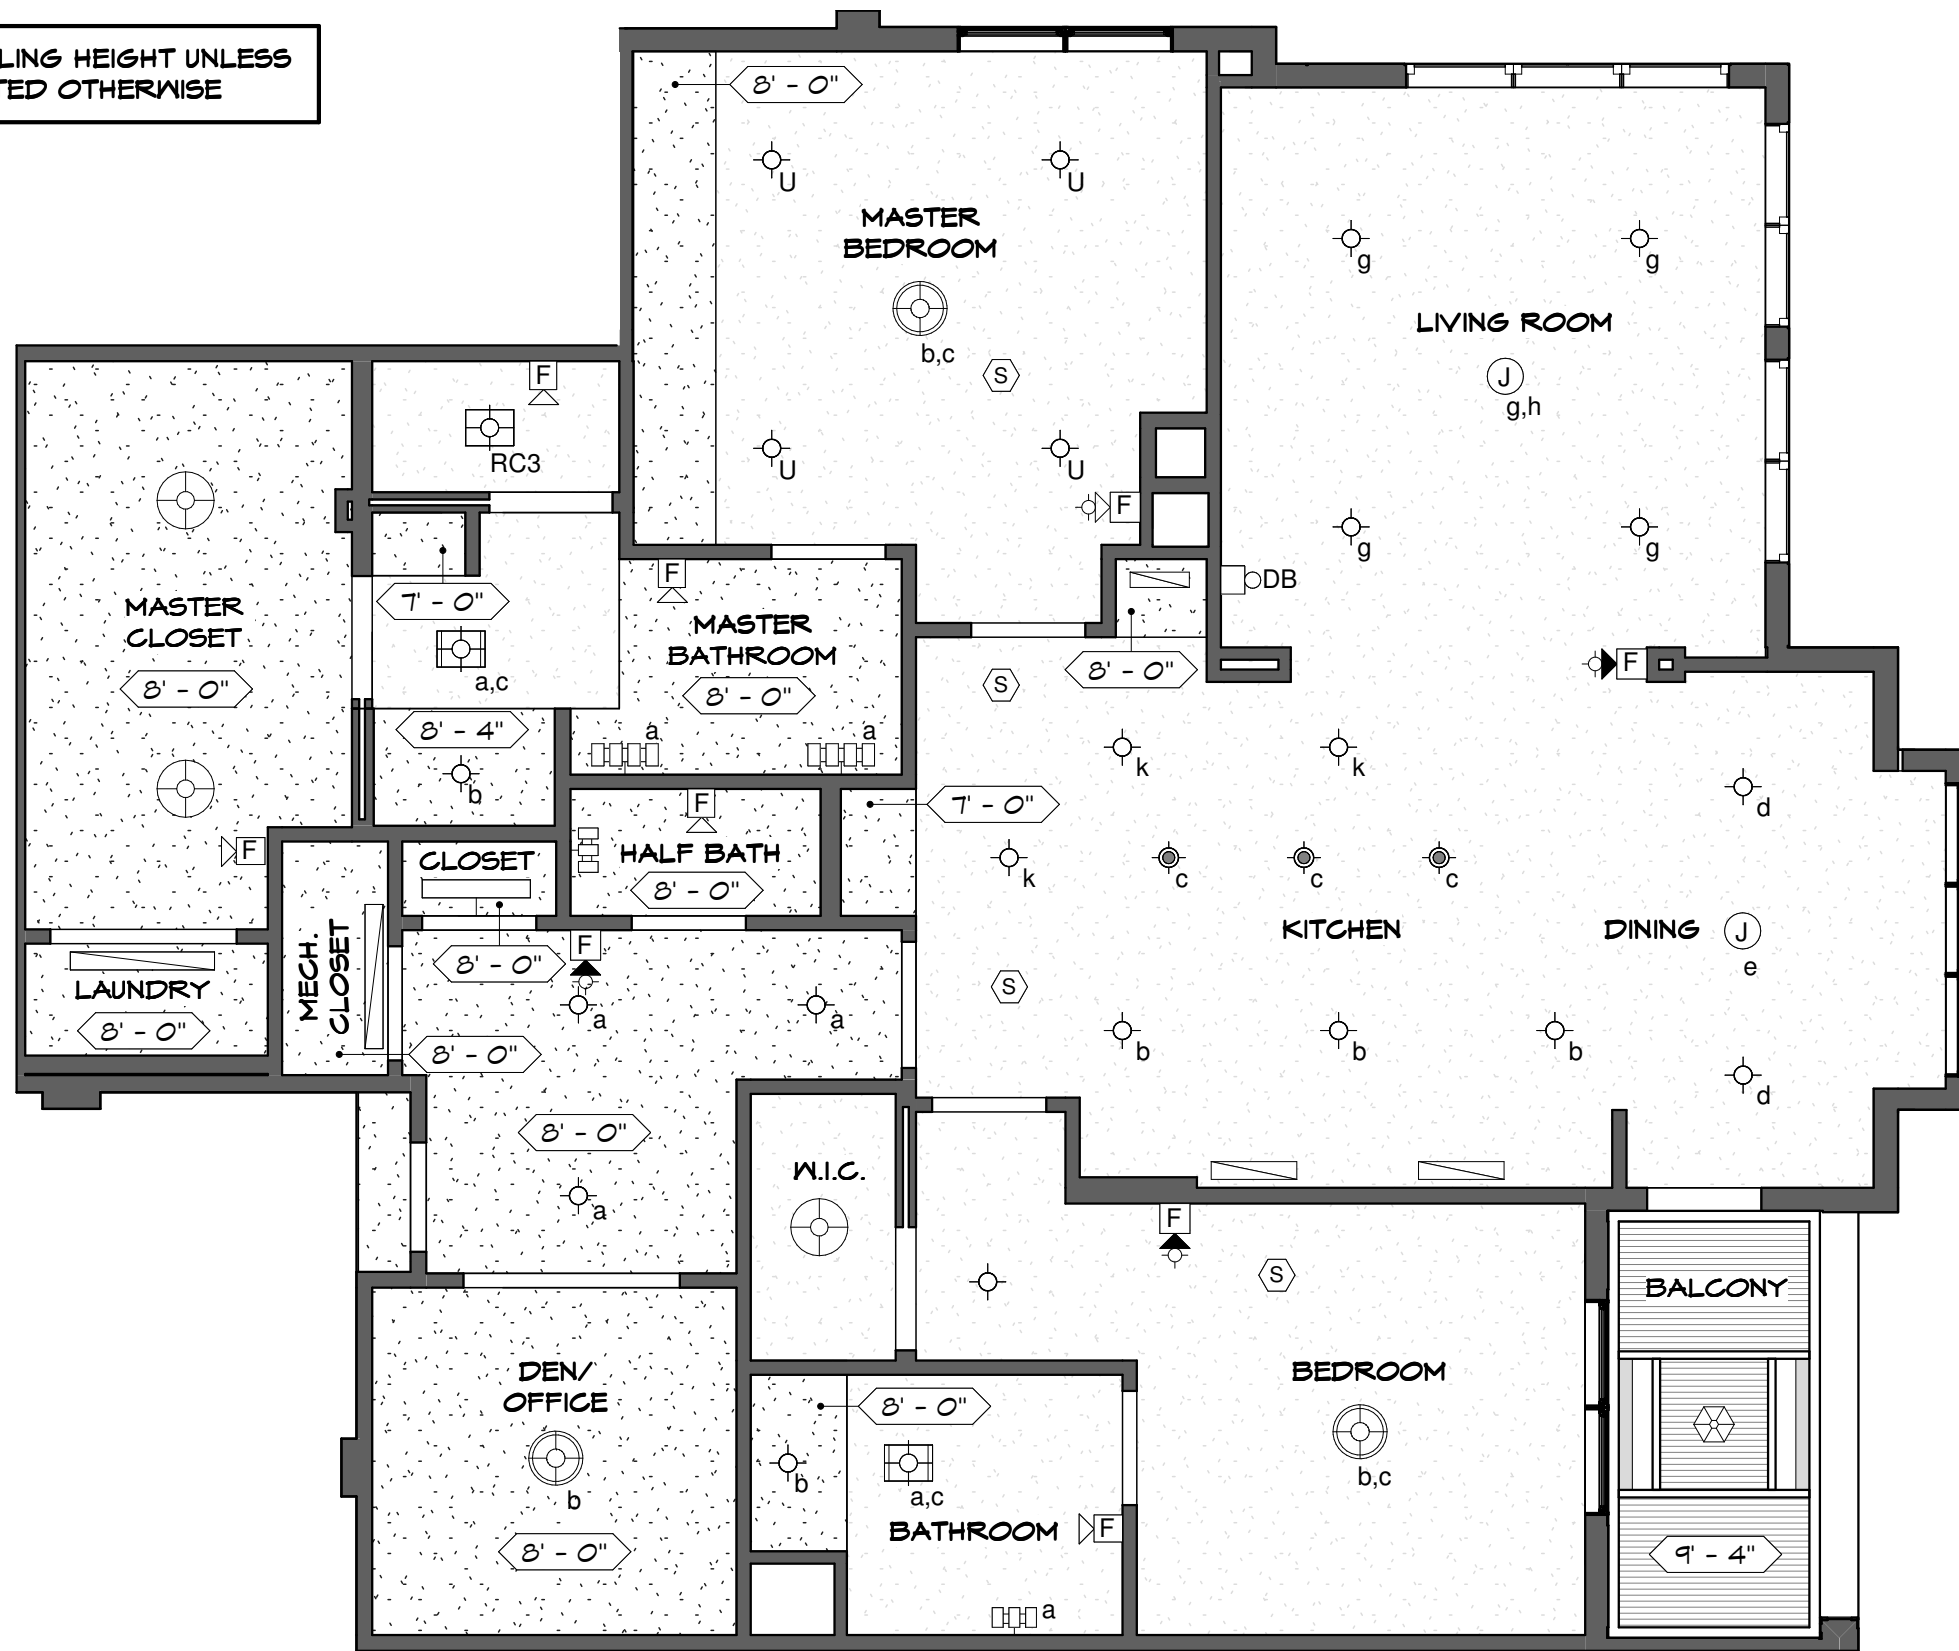 LING HEIGHT UNLESS
TED OTHERWISE
8' - 0"
U
U
MASTER
BEDROOM
b,c
S
U
U
F
g
g
LIVING ROOM
J
g,h
g
g
DB
F
F
RC3
7' - 0"
a,c
F
MASTER
BATHROOM
8' - 0"
a
a
MASTER
CLOSET
8' - 0"
8' - 4"
b
F
8' - 0"
S
k
k
7' - 0"
k
c
c
c
d
KITCHEN
DINING
J
e
S
b
b
b
d
F
HALF BATH
8' - 0"
CLOSET
8' - 0"
F
a
a
MECH.
CLOSET
8' - 0"
LAUNDRY
8' - 0"
8' - 0"
a
W.I.C.
F
S
BALCONY
BEDROOM
b,c
DEN/
OFFICE
b
8' - 0"
8' - 0"
b
a,c
BATHROOM
F
a
9' - 4"